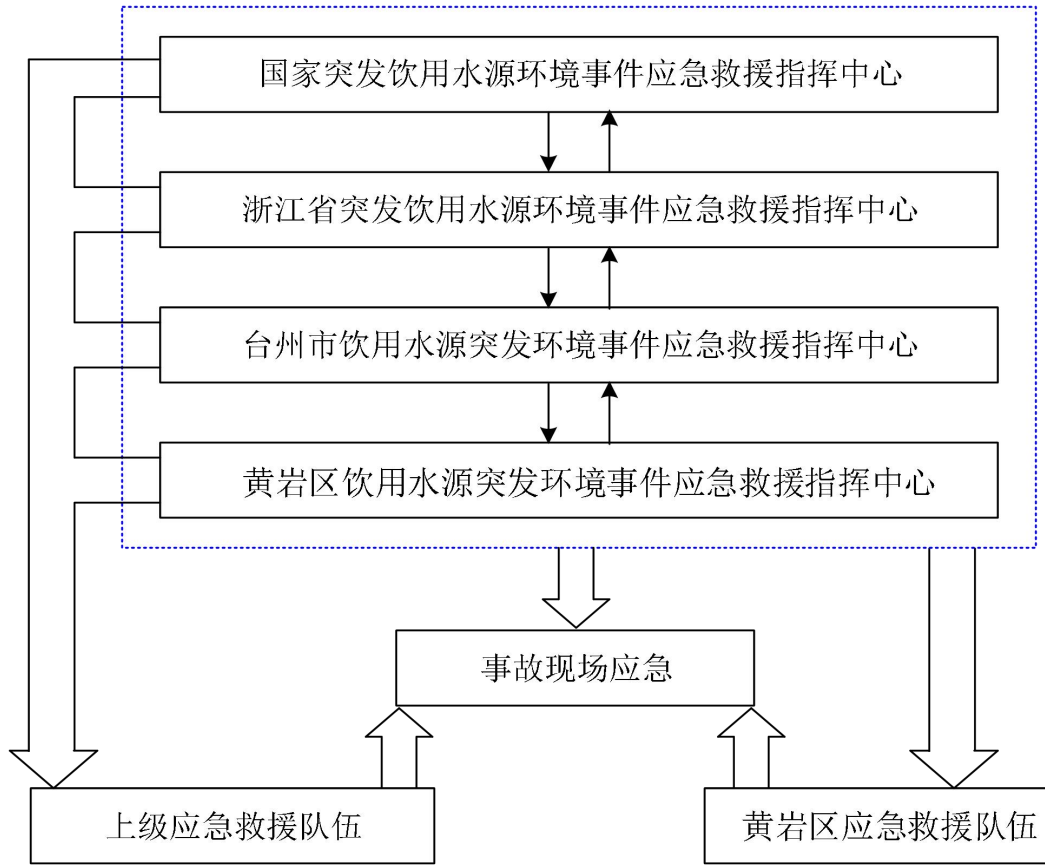 国家突发饮用水源环境事件应急救援指挥中心
浙江省突发饮用水源环境事件应急救援指挥中心
台州市饮用水源突发环境事件应急救援指挥中心
黄岩区饮用水源突发环境事件应急救援指挥中心
事故现场应急
上级应急救援队伍
黄岩区应急救援队伍